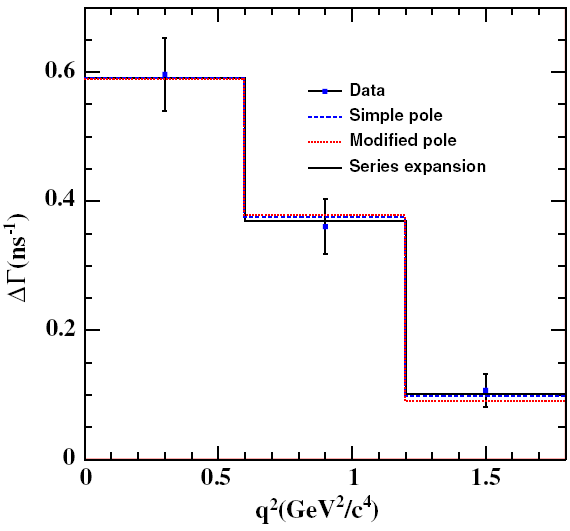 0.6
0.4
0.2
0
ΔΓ(ns⁻¹)
Data
Simple pole
Modified pole
Series expansion
0 0.5 1 1.5
q²(GeV²/c⁴)